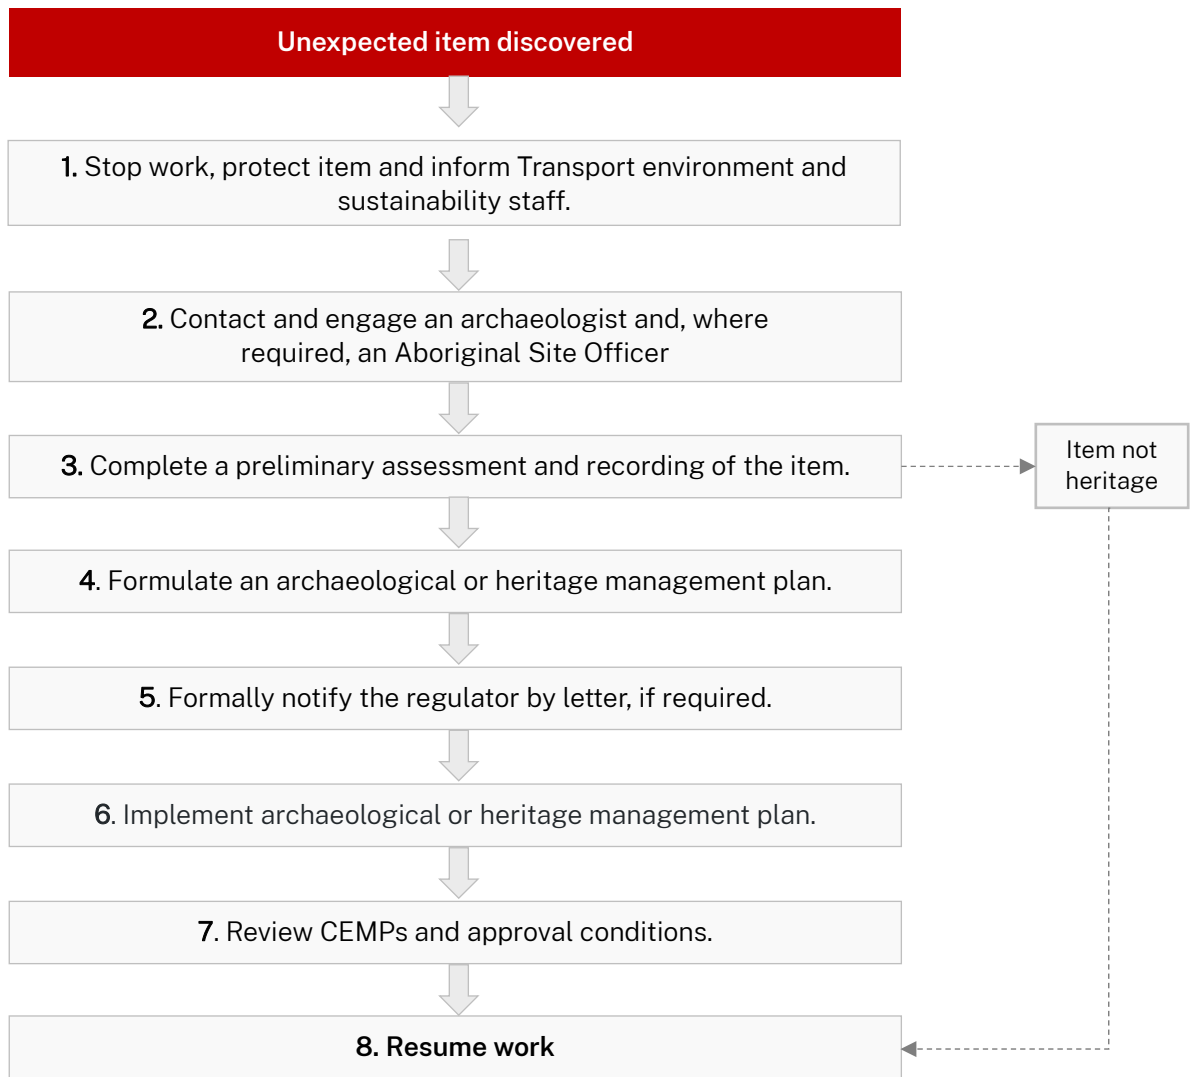 Unexpected item discovered
1. Stop work, protect item and inform Transport environment and
sustainability staff.
2. Contact and engage an archaeologist and, where
required, an Aboriginal Site Officer
3. Complete a preliminary assessment and recording of the item.
Item not
heritage
4. Formulate an archaeological or heritage management plan.
5. Formally notify the regulator by letter, if required.
6. Implement archaeological or heritage management plan.
7. Review CEMPs and approval conditions.
8. Resume work